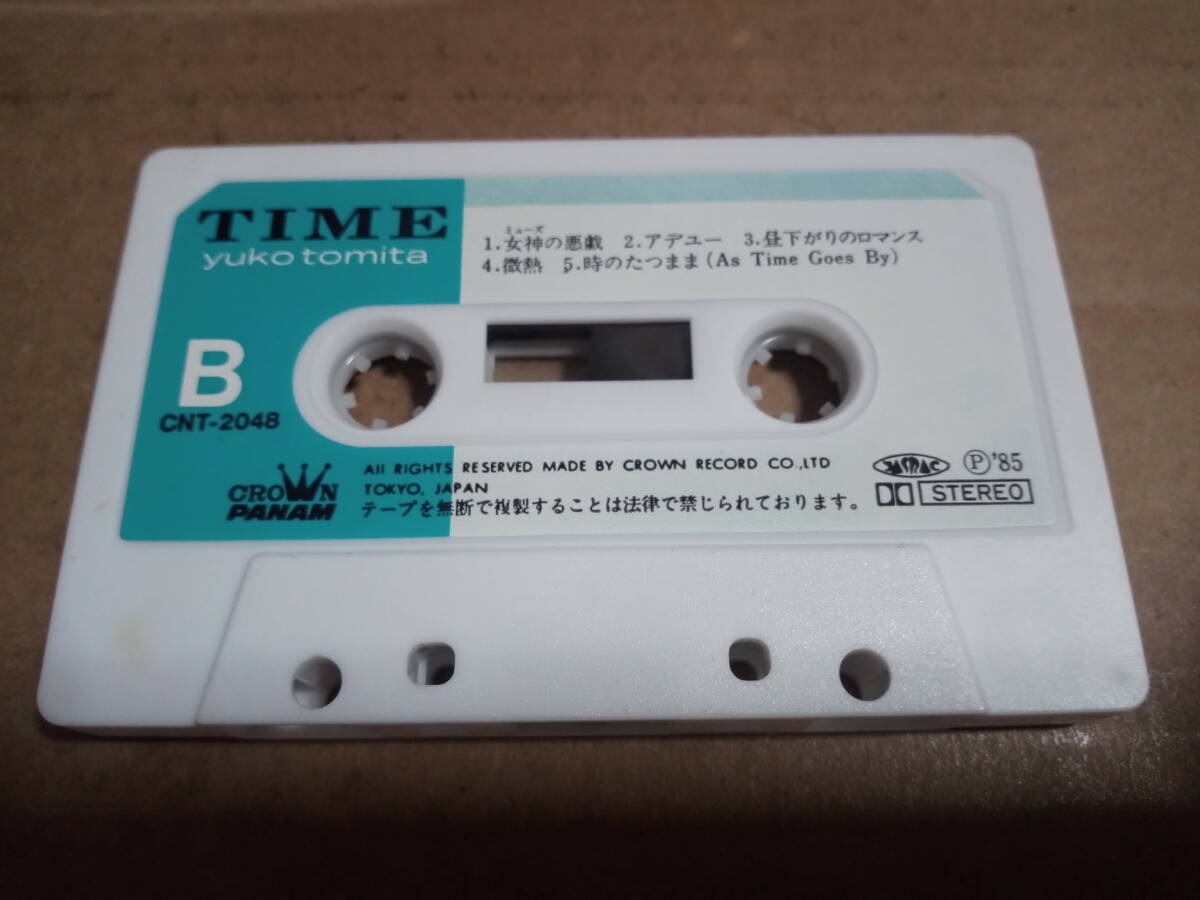 TIME
yuko tomita
ミューズ
1.女神の悪戯 2.アデユー 3.昼下がりのロマンス
4.微熱 5.時のたつまま(As Time Goes By)
B
CNT-2048
CROWN
PANAM
All RIGHTS RESERVED MADE BY CROWN RECORD CO.,LTD
TOKYO, JAPAN
テープを無断で複製することは法律で禁じられております。
JASRAC Ⓟ'85
STEREO